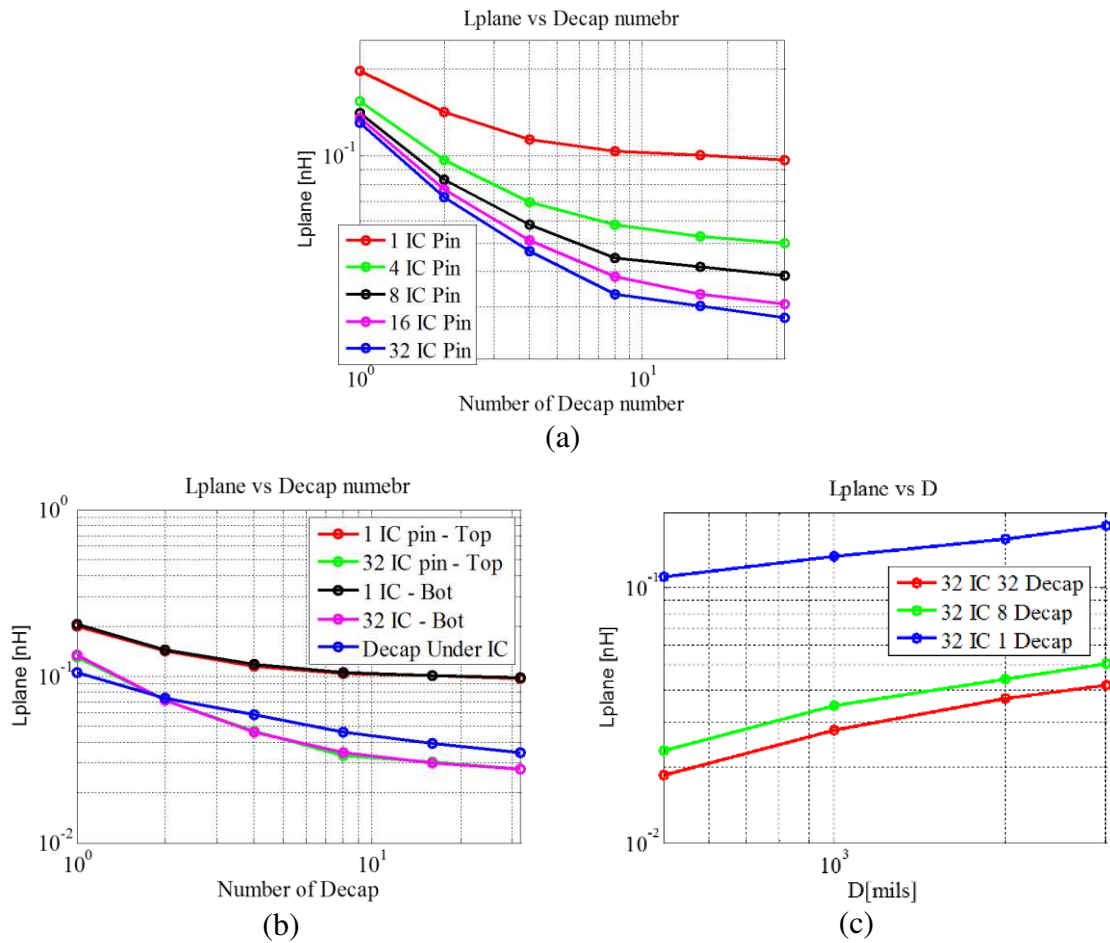 Lplane vs Decap numebr
Lplane [nH]
10^-1
1 IC Pin
4 IC Pin
8 IC Pin
16 IC Pin
32 IC Pin
10^0
10^1
Number of Decap number
(a)
Lplane vs Decap numebr
Lplane [nH]
10^0
10^-1
10^-2
1 IC pin - Top
32 IC pin - Top
1 IC - Bot
32 IC - Bot
Decap Under IC
10^0
10^1
Number of Decap
(b)
Lplane vs D
Lplane [nH]
10^-1
10^-2
32 IC 32 Decap
32 IC 8 Decap
32 IC 1 Decap
10^3
D[mils]
(c)